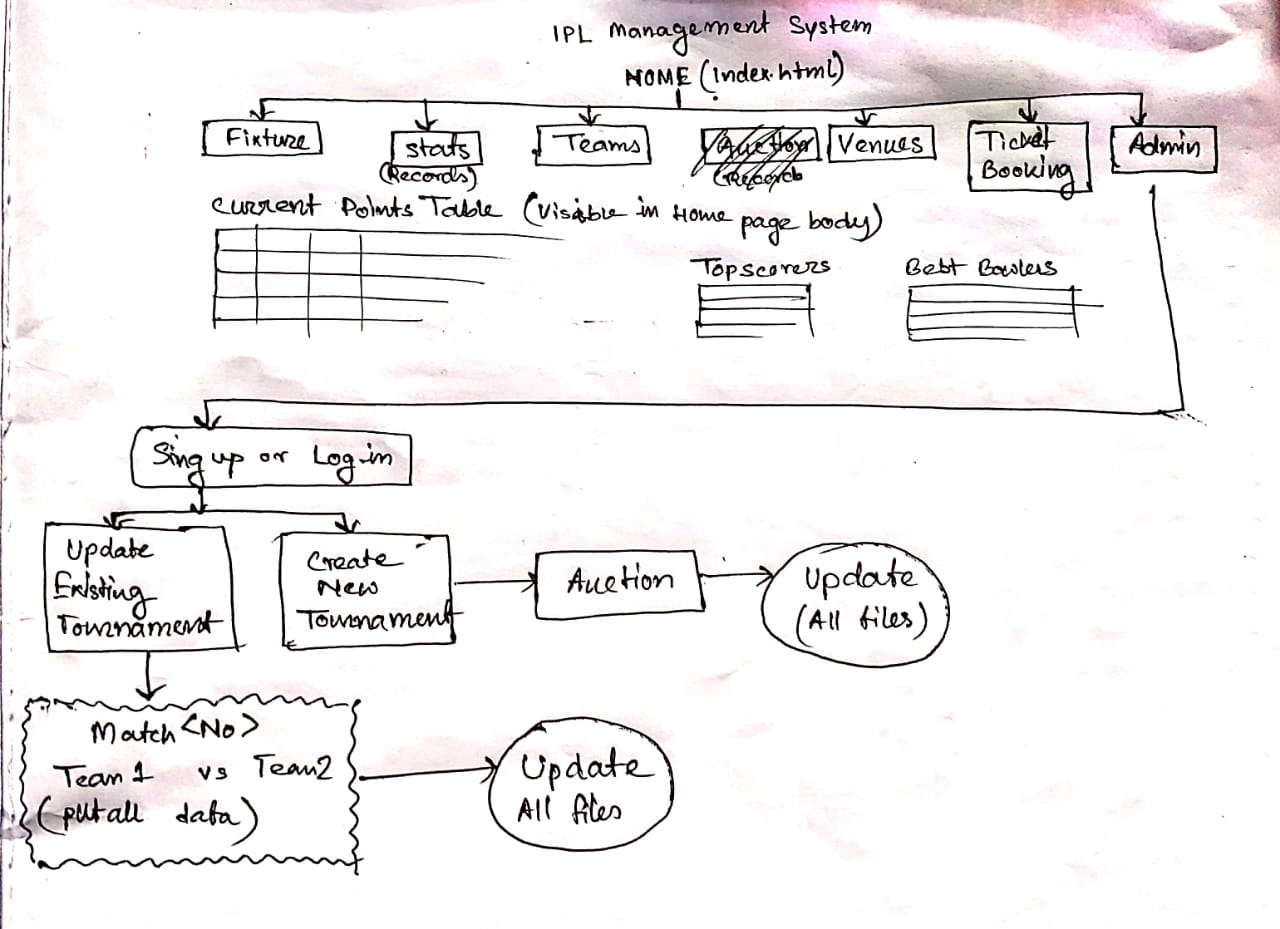 IPL Management System
HOME (Index.html)
Fixture
Stats
(Records)
Teams
Auction
(Record
Venues
Ticket
Booking
Admin
Current Points Table (Visible in Home page body)
Topscorers
Best Bowlers
Sing up or Log in
Update
Existing
Tournament
Create
New
Tournament
Auction
Update
(All files)
Match <No>
Team 1 vs Team2
(put all data)
Update
All files